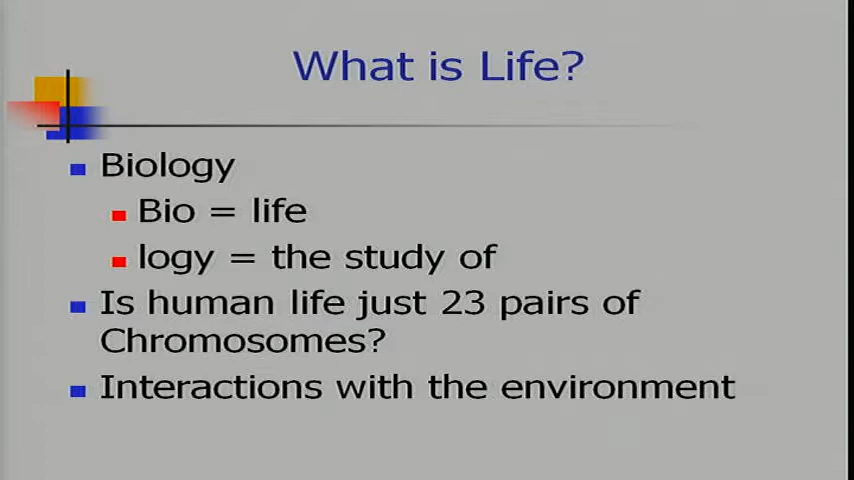 What is Life?
Biology
Bio = life
logy = the study of
Is human life just 23 pairs of
Chromosomes?
Interactions with the environment